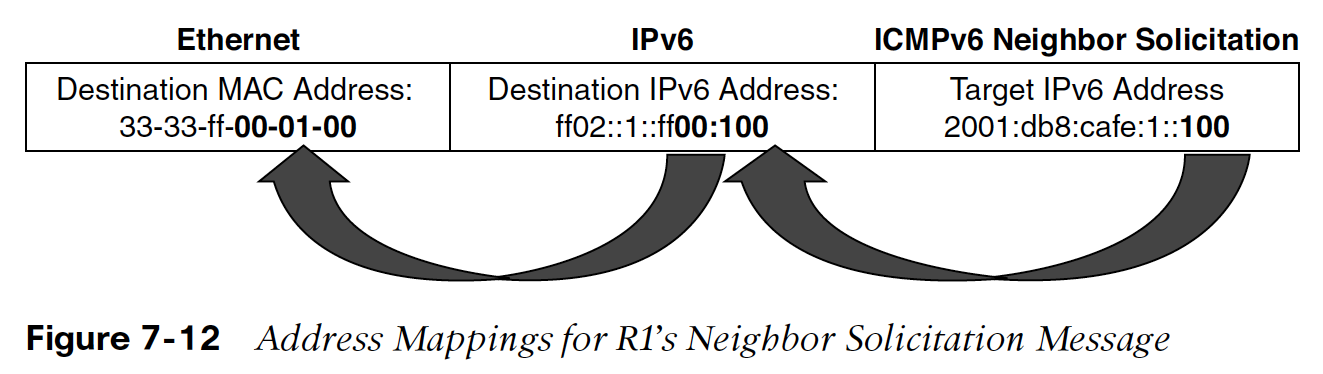 Ethernet
IPv6
ICMPv6 Neighbor Solicitation
Destination MAC Address:
33-33-ff-00-01-00
Destination IPv6 Address:
ff02::1::ff00:100
Target IPv6 Address
2001:db8:cafe:1::100
Figure 7-12 Address Mappings for R1’s Neighbor Solicitation Message